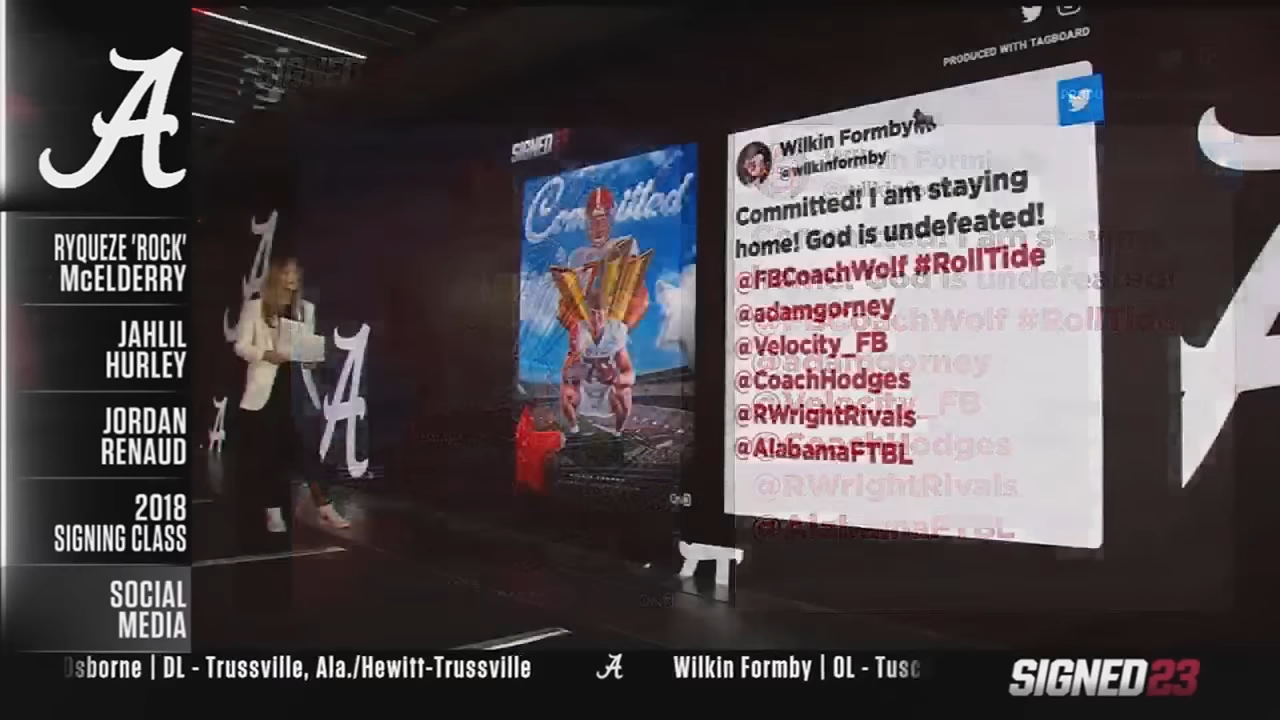 A
RYQUEZE 'ROCK'
McELDERRY
JAHLIL
HURLEY
JORDAN
RENAUD
2018
SIGNING CLASS
SOCIAL
MEDIA
SIGNED 23
Committed
PRODUCED WITH TAGBOARD
Wilkin Formby
@wilkinformby
Committed! I am staying
home! God is undefeated!
@FBCoachWolf #RollTide
@adamgorney
@Velocity_FB
@CoachHodges
@RWrightRivals
@AlabamaFTBL
Osborne | DL - Trussville, Ala./Hewitt-Trussville A Wilkin Formby | OL - Tusc
SIGNED23